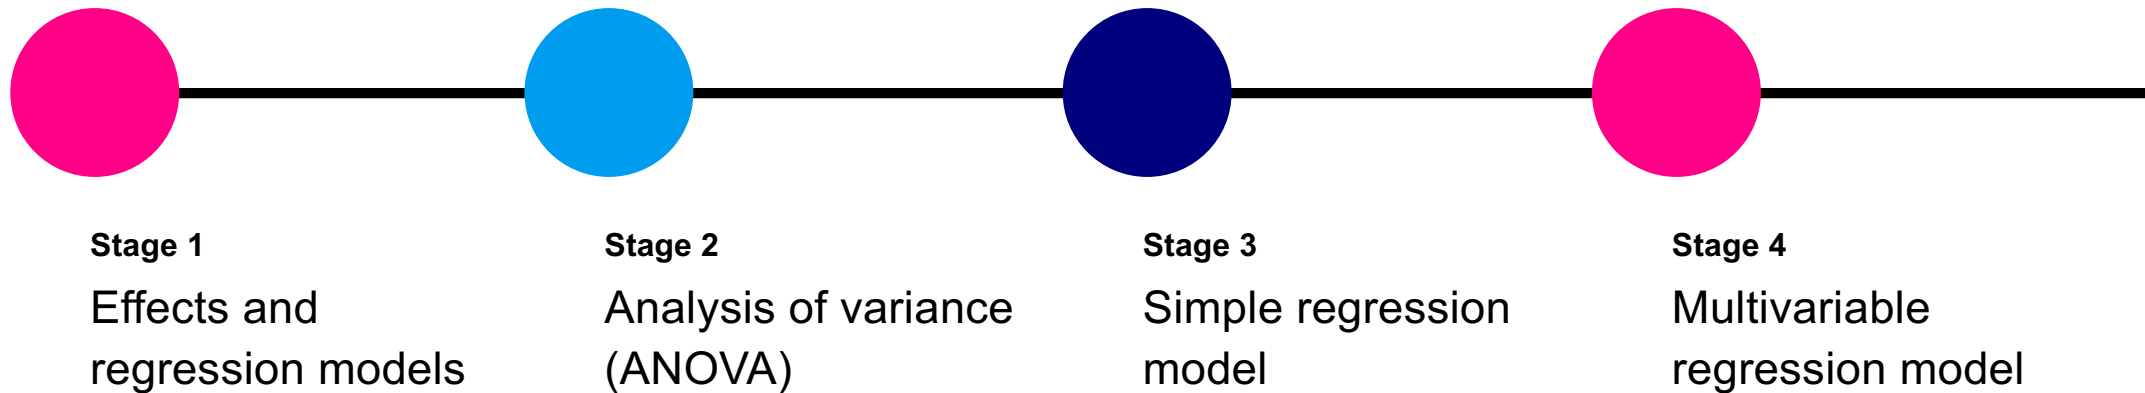 Stage 1
Effects and
regression models
Stage 2
Analysis of variance
(ANOVA)
Stage 3
Simple regression
model
Stage 4
Multivariable
regression model